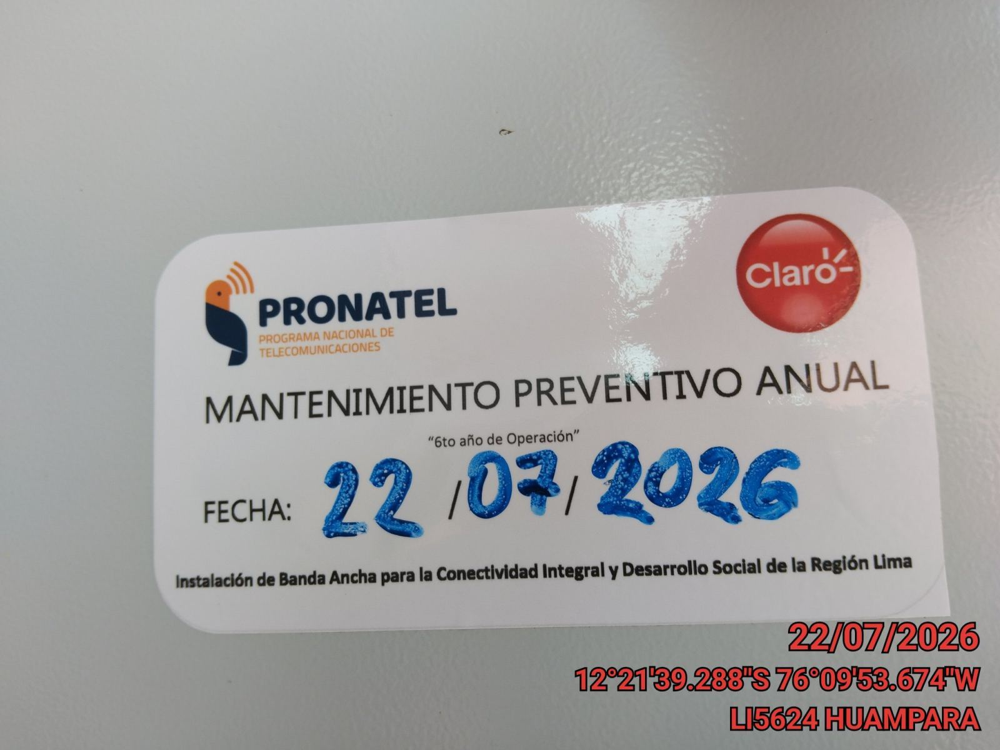 PRONATEL
PROGRAMA NACIONAL DE
TELECOMUNICACIONES
Claro
MANTENIMIENTO PREVENTIVO ANUAL
“6to año de Operación”
FECHA: 22/07/2026
Instalación de Banda Ancha para la Conectividad Integral y Desarrollo Social de la Región Lima
22/07/2026
12°21'39.288"S 76°09'53.674"W
LI5624 HUAMPARA